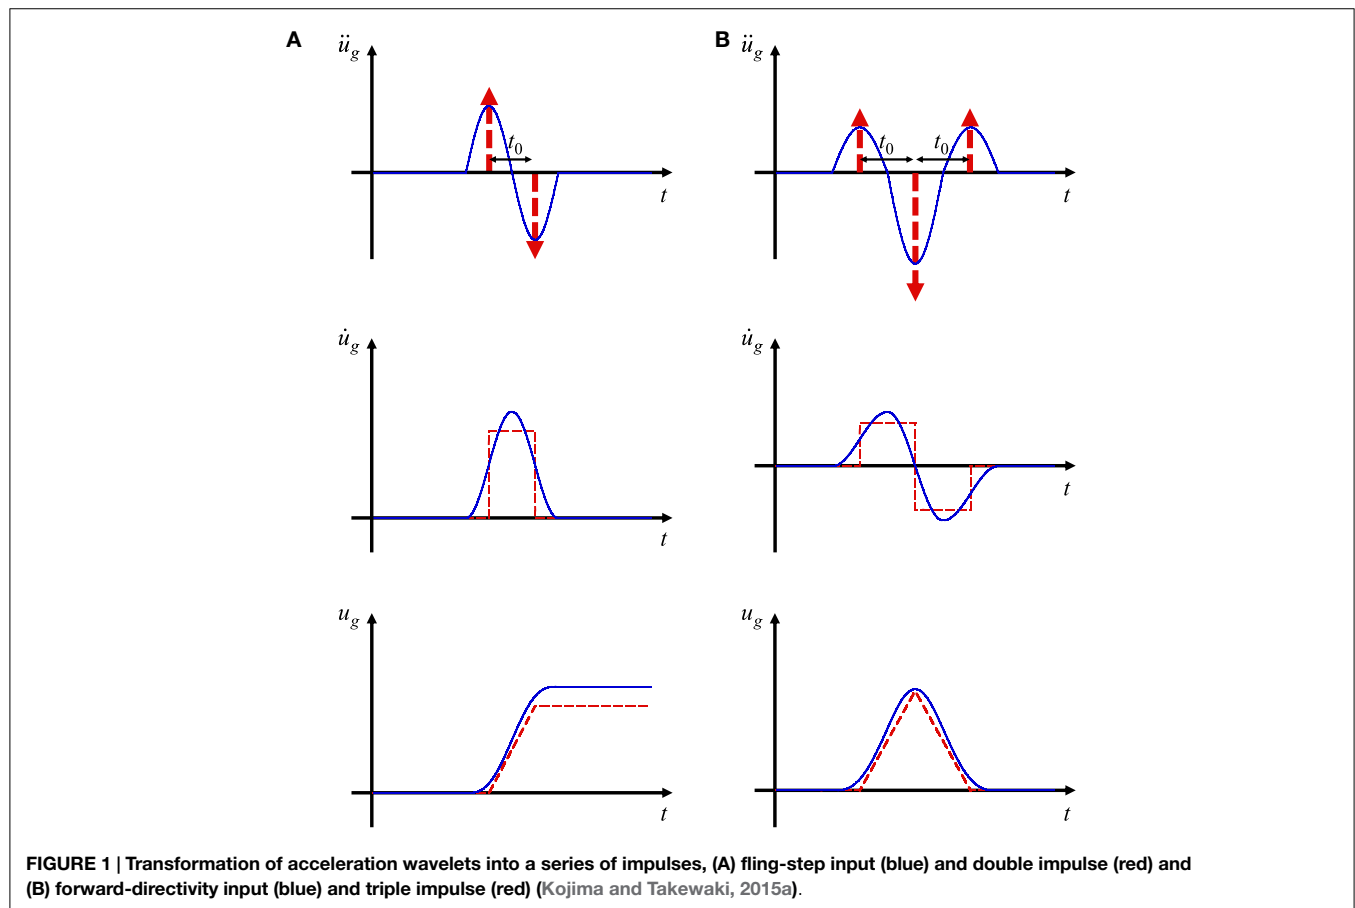 A
B
ü_g
ü_g
t_0
t_0
t_0
t
t
u̇_g
u̇_g
t
t
u_g
u_g
t
t
FIGURE 1 | Transformation of acceleration wavelets into a series of impulses, (A) fling-step input (blue) and double impulse (red) and
(B) forward-directivity input (blue) and triple impulse (red) (Kojima and Takewaki, 2015a).